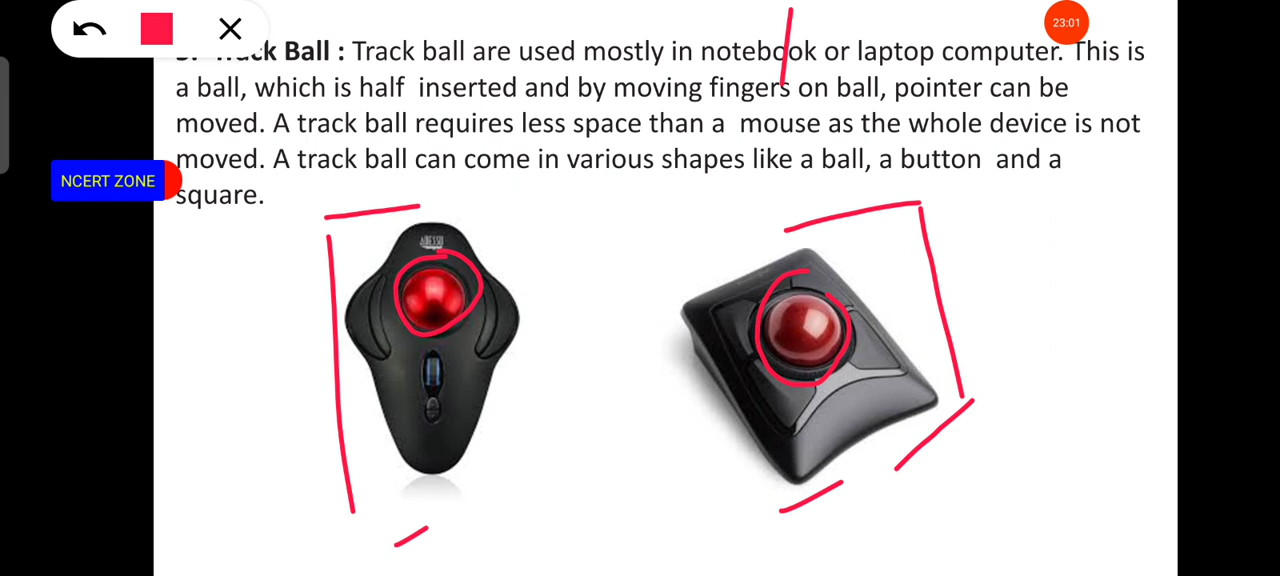 23:01
Track Ball : Track ball are used mostly in notebook or laptop computer. This is
a ball, which is half inserted and by moving fingers on ball, pointer can be
moved. A track ball requires less space than a mouse as the whole device is not
moved. A track ball can come in various shapes like a ball, a button and a
NCERT ZONE
square.